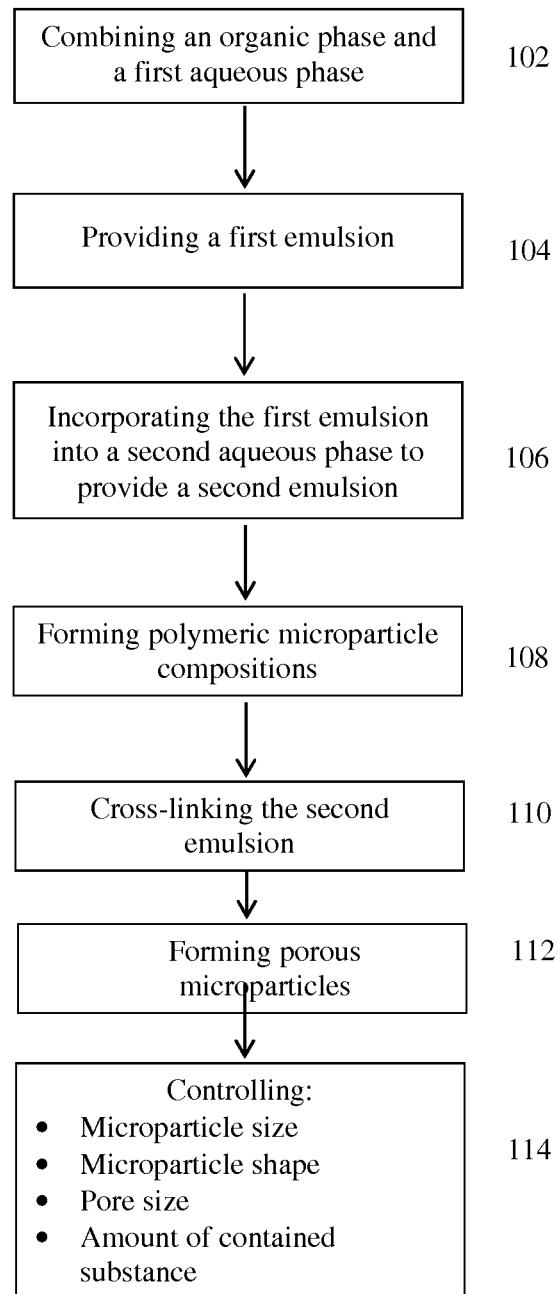 Combining an organic phase and
a first aqueous phase
102
Providing a first emulsion
104
Incorporating the first emulsion
into a second aqueous phase to
provide a second emulsion
106
Forming polymeric microparticle
compositions
108
Cross-linking the second
emulsion
110
Forming porous
microparticles
112
Controlling:
• Microparticle size
• Microparticle shape
• Pore size
• Amount of contained
substance
114